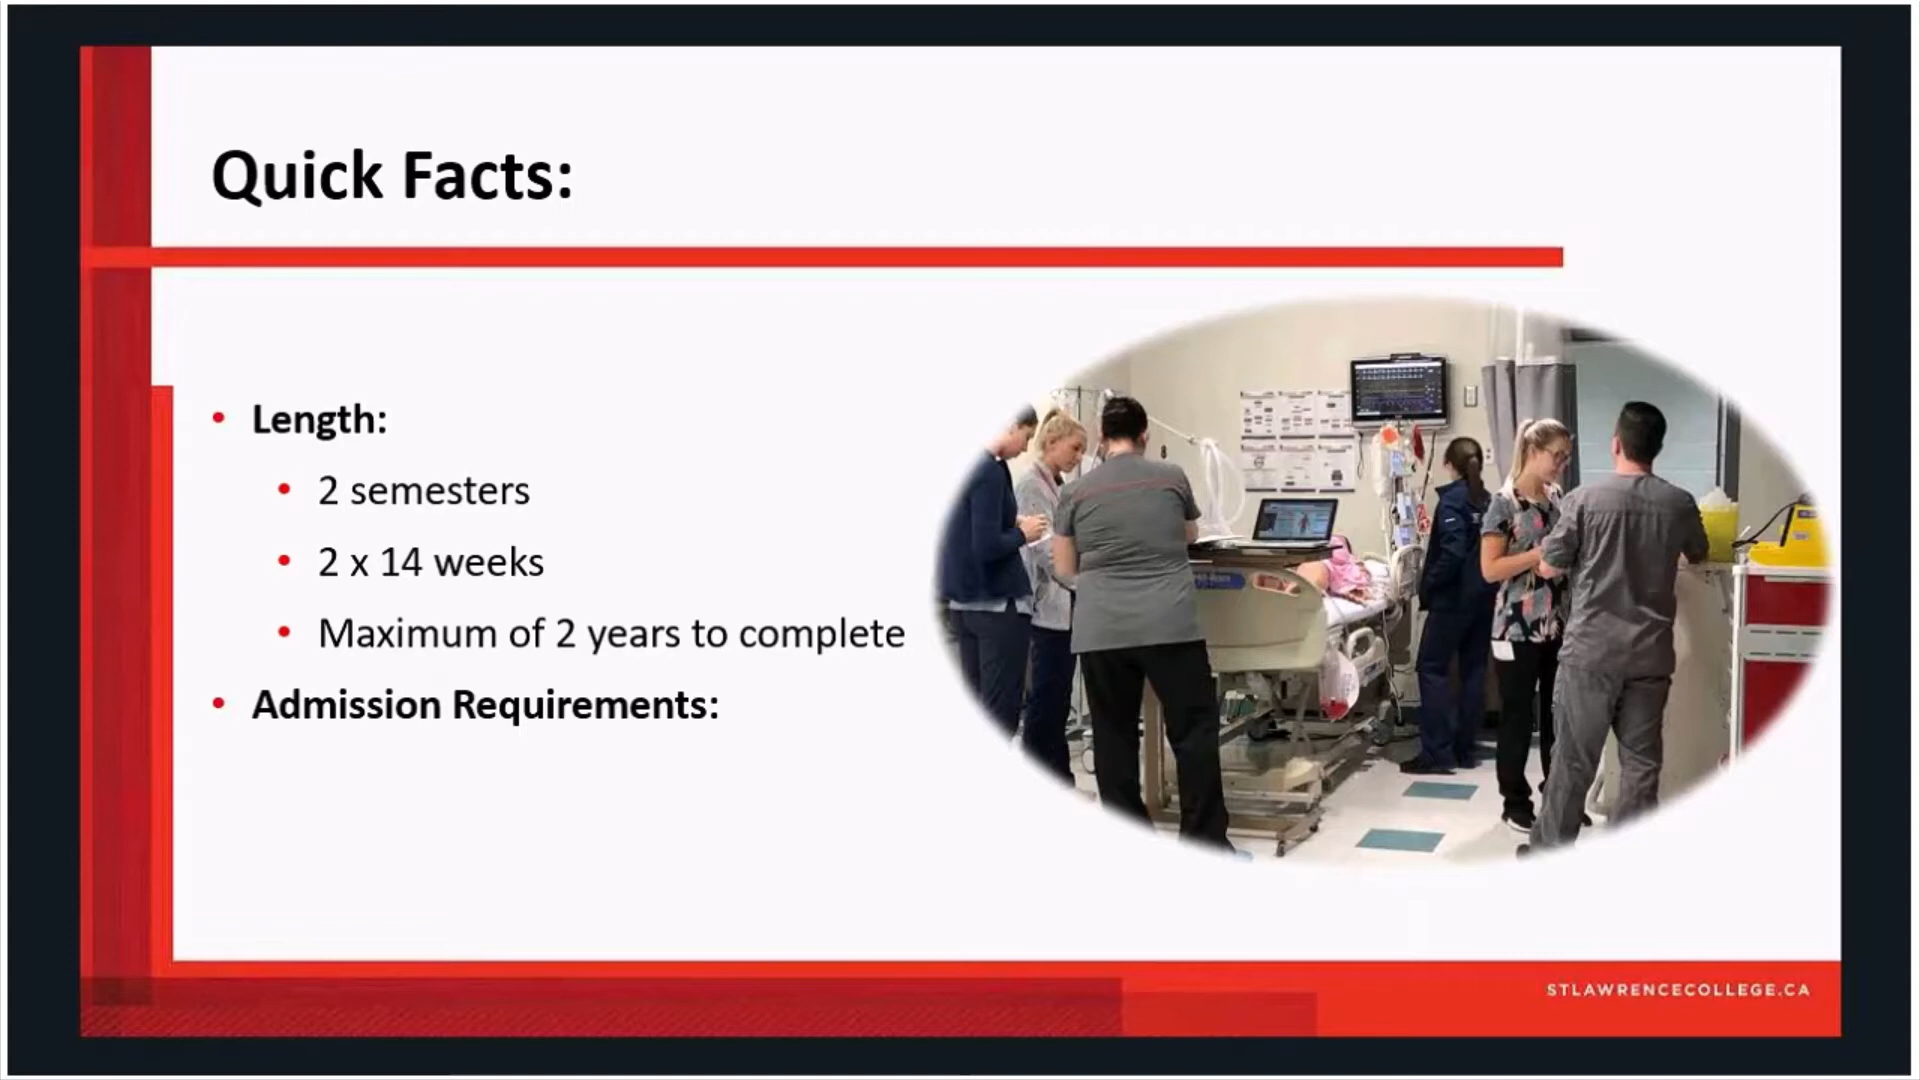 Quick Facts:
Length:
2 semesters
2 x 14 weeks
Maximum of 2 years to complete
Admission Requirements:
STLAWRENCECOLLEGE.CA